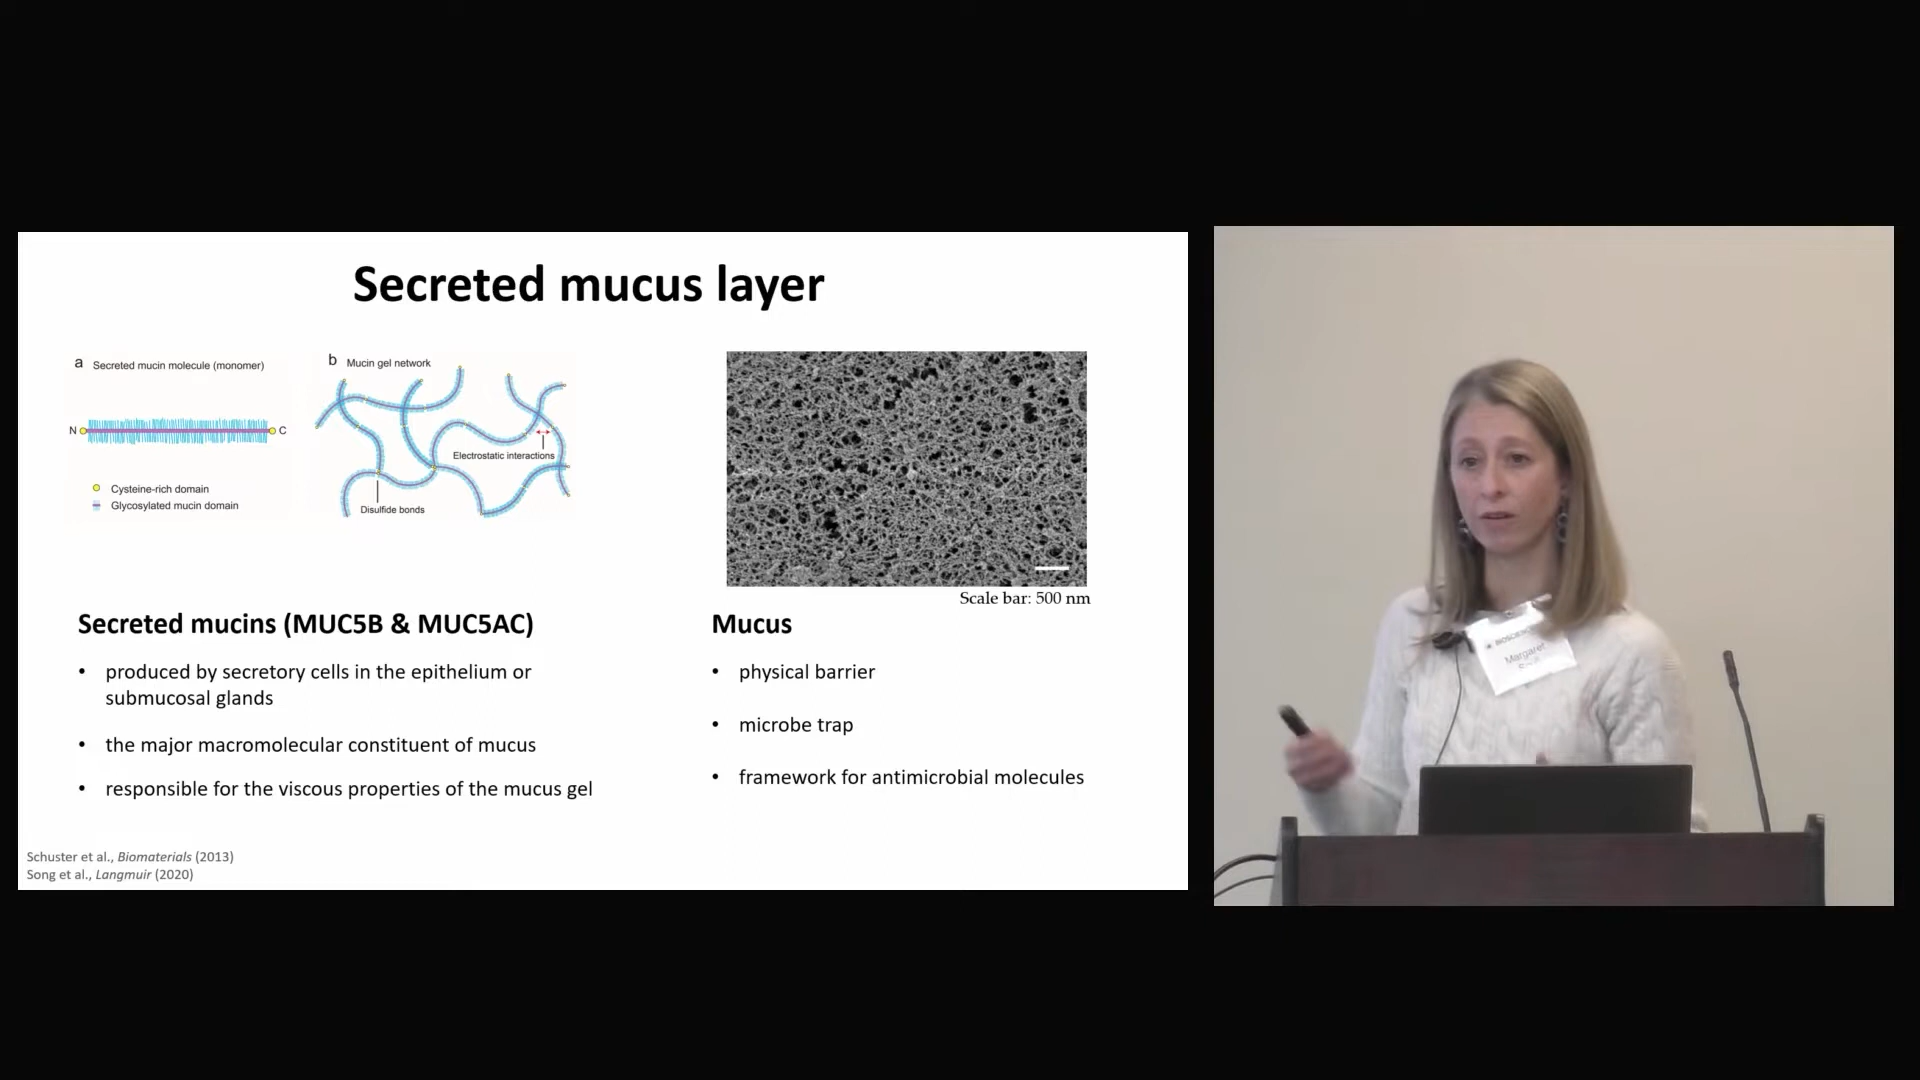 Secreted mucus layer
a Secreted mucin molecule (monomer)
N C
Cysteine-rich domain
Glycosylated mucin domain
b Mucin gel network
Electrostatic interactions
Disulfide bonds
Scale bar: 500 nm
Secreted mucins (MUC5B & MUC5AC)
• produced by secretory cells in the epithelium or
submucosal glands
• the major macromolecular constituent of mucus
• responsible for the viscous properties of the mucus gel
Mucus
• physical barrier
• microbe trap
• framework for antimicrobial molecules
Schuster et al., Biomaterials (2013)
Song et al., Langmuir (2020)
Margaret